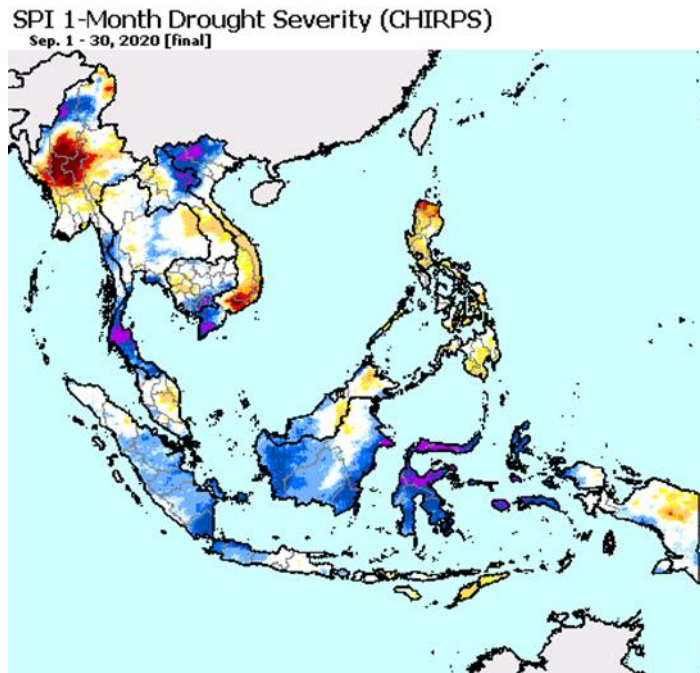 SPI 1-Month Drought Severity (CHIRPS)
Sep. 1 - 30, 2020 [final]